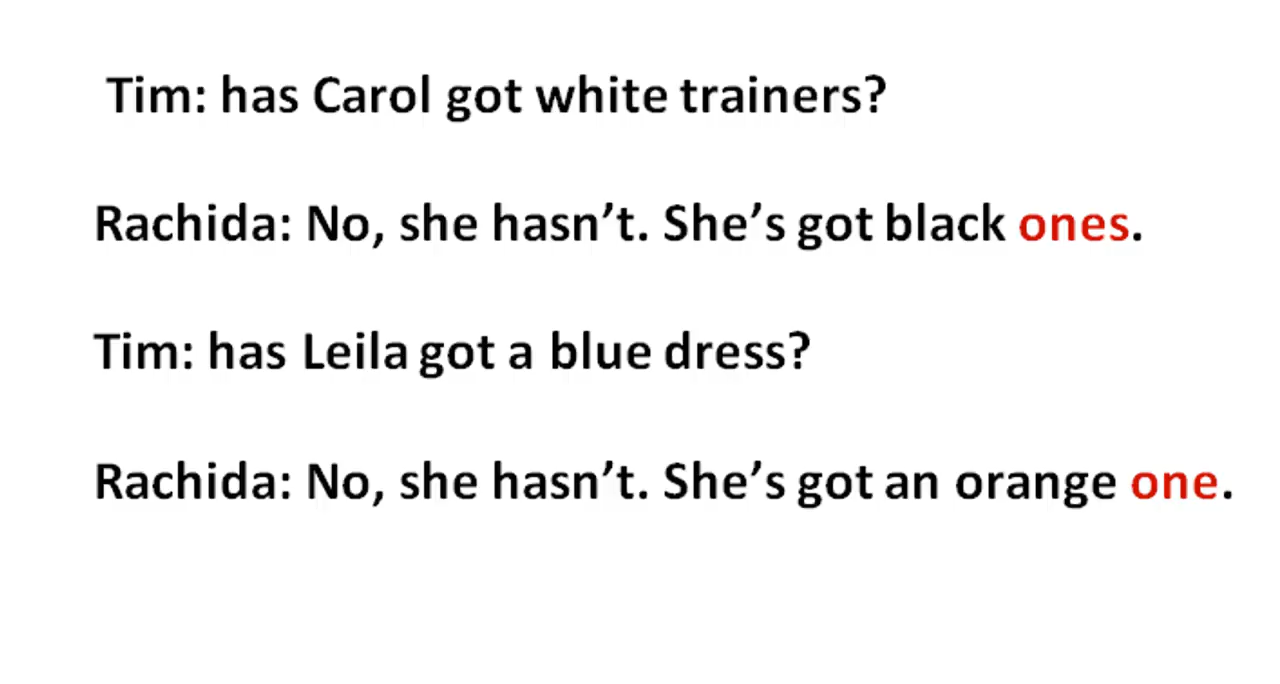 Tim: has Carol got white trainers?
Rachida: No, she hasn’t. She’s got black ones.
Tim: has Leila got a blue dress?
Rachida: No, she hasn’t. She’s got an orange one.